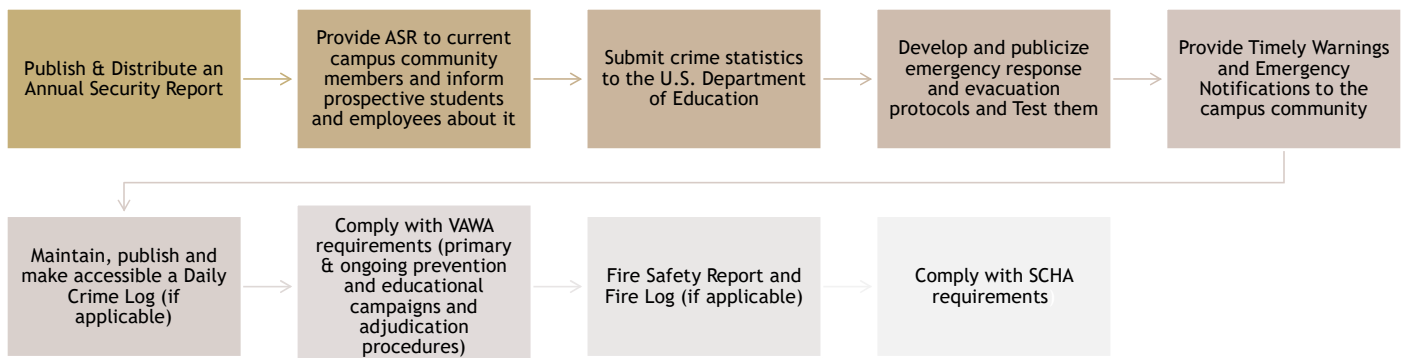 Publish & Distribute an
Annual Security Report
Provide ASR to current
campus community
members and inform
prospective students
and employees about it
Submit crime statistics
to the U.S. Department
of Education
Develop and publicize
emergency response
and evacuation
protocols and Test them
Provide Timely Warnings
and Emergency
Notifications to the
campus community
Maintain, publish and
make accessible a Daily
Crime Log (if
applicable)
Comply with VAWA
requirements (primary
& ongoing prevention
and educational
campaigns and
adjudication
procedures)
Fire Safety Report and
Fire Log (if applicable)
Comply with SCHA
requirements)